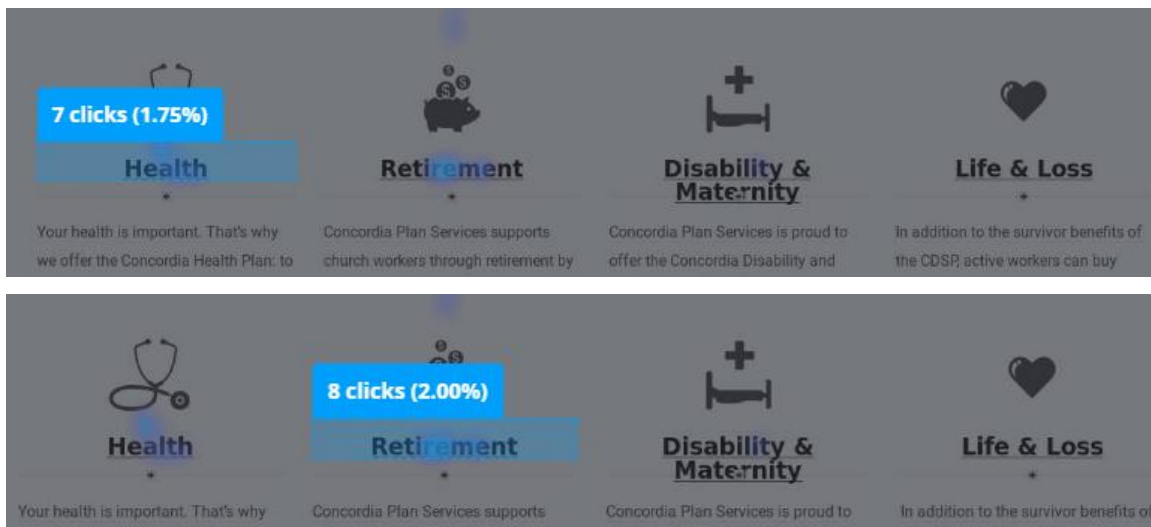 7 clicks (1.75%)
Health
Retirement
Disability &
Maternity
Life & Loss
Your health is important. That's why
we offer the Concordia Health Plan: to
Concordia Plan Services supports
church workers through retirement by
Concordia Plan Services is proud to
offer the Concordia Disability and
In addition to the survivor benefits of
the CDSP, active workers can buy
8 clicks (2.00%)
Health
Retirement
Disability &
Maternity
Life & Loss
Your health is important. That's why
Concordia Plan Services supports
Concordia Plan Services is proud to
In addition to the survivor benefits of